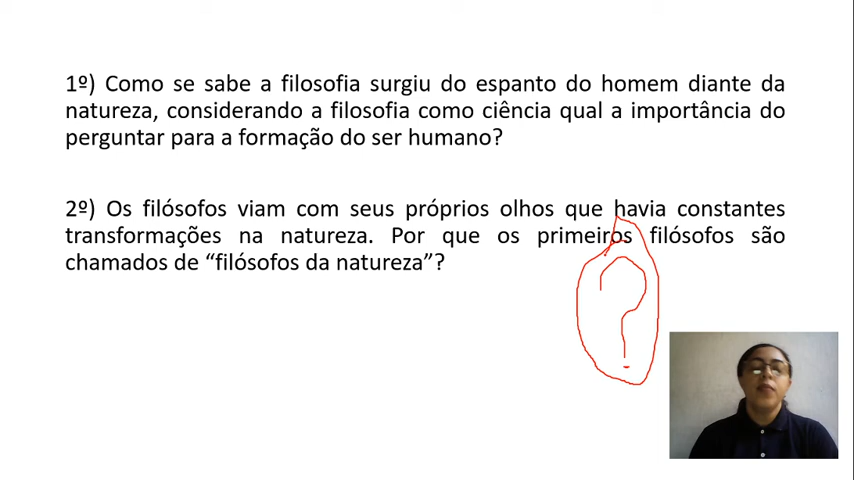 1º) Como se sabe a filosofia surgiu do espanto do homem diante da
natureza, considerando a filosofia como ciência qual a importância do
perguntar para a formação do ser humano?
2º) Os filósofos viam com seus próprios olhos que havia constantes
transformações na natureza. Por que os primeiros filósofos são
chamados de “filósofos da natureza”?
?